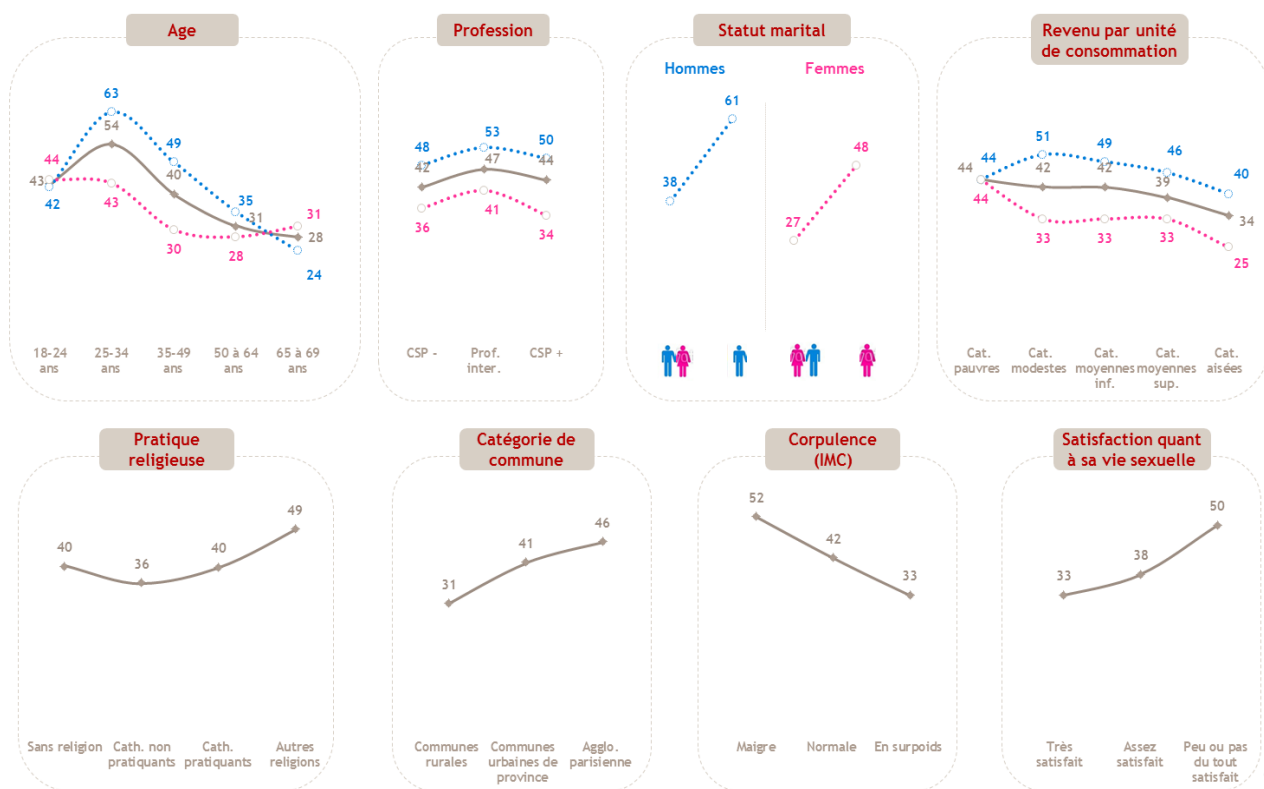 Age
63
54
49
44
43
42
43
40
35
31
31
30
28
28
24
18-24
ans
25-34
ans
35-49
ans
50 à 64
ans
65 à 69
ans
Profession
48
53
50
42
47
44
36
41
34
CSP -
Prof.
inter.
CSP +
Statut marital
Hommes
Femmes
61
38
48
27
Revenu par unité
de consommation
44
44
51
49
46
40
42
42
39
34
44
33
33
33
25
Cat.
pauvres
Cat.
modestes
Cat.
moyennes
inf.
Cat.
moyennes
sup.
Cat.
aisées
Pratique
religieuse
40
36
40
49
Sans religion
Cath. non
pratiquants
Cath.
pratiquants
Autres
religions
Catégorie de
commune
31
41
46
Communes
rurales
Communes
urbaines de
province
Agglo.
parisienne
Corpulence
(IMC)
52
42
33
Maigre
Normale
En surpoids
Satisfaction quant
à sa vie sexuelle
33
38
50
Très
satisfait
Assez
satisfait
Peu ou pas
du tout
satisfait